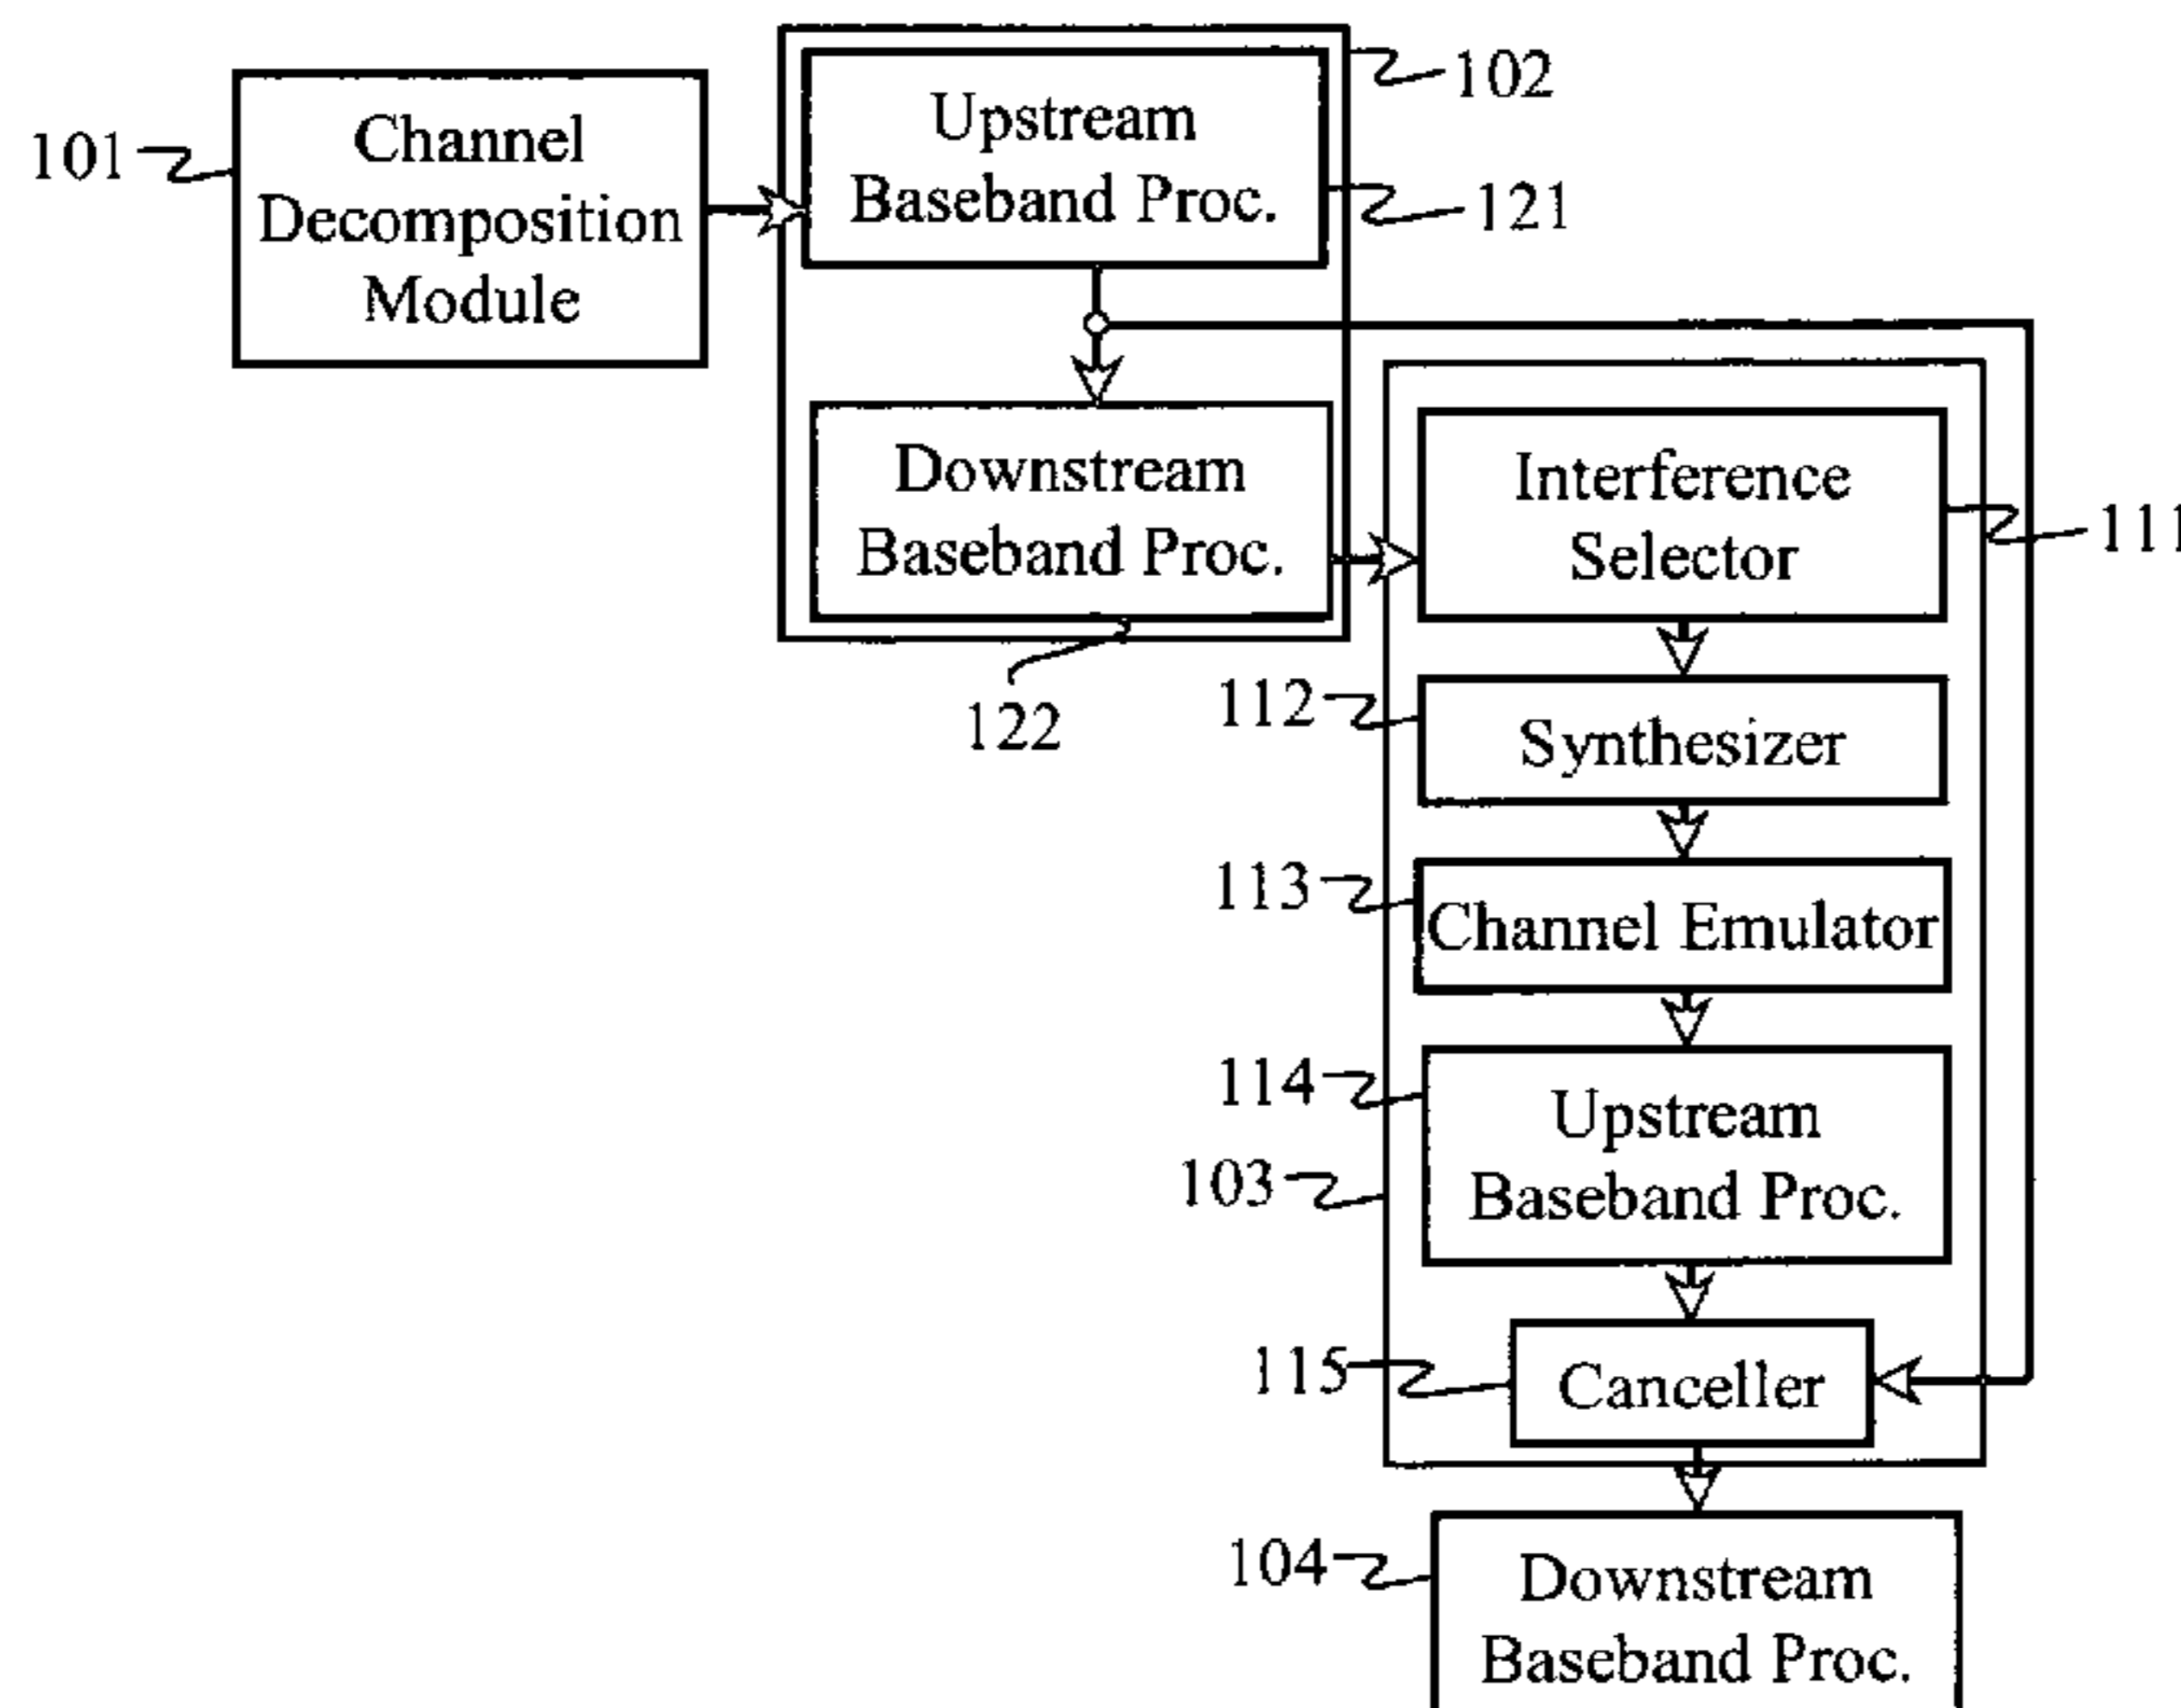 102
Upstream
Baseband Proc.
121
101
Channel
Decomposition
Module
Downstream
Baseband Proc.
122
Interference
Selector
111
112
Synthesizer
113
Channel Emulator
114
Upstream
Baseband Proc.
103
115
Canceller
104
Downstream
Baseband Proc.